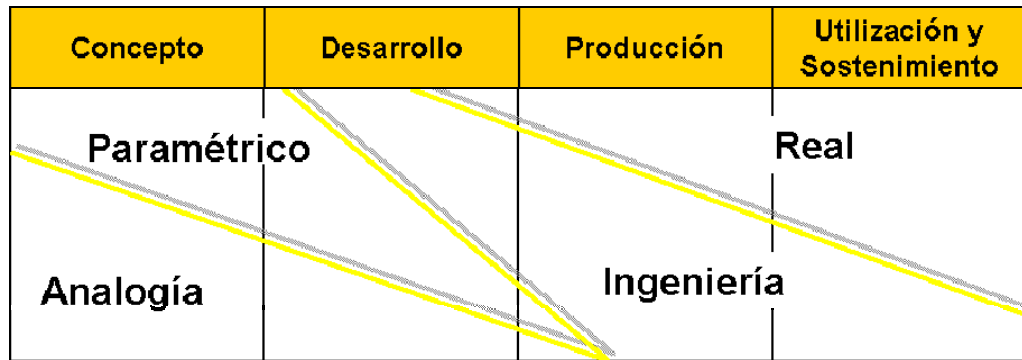 Concepto
Desarrollo
Producción
Utilización y
Sostenimiento
Paramétrico
Real
Analogía
Ingeniería